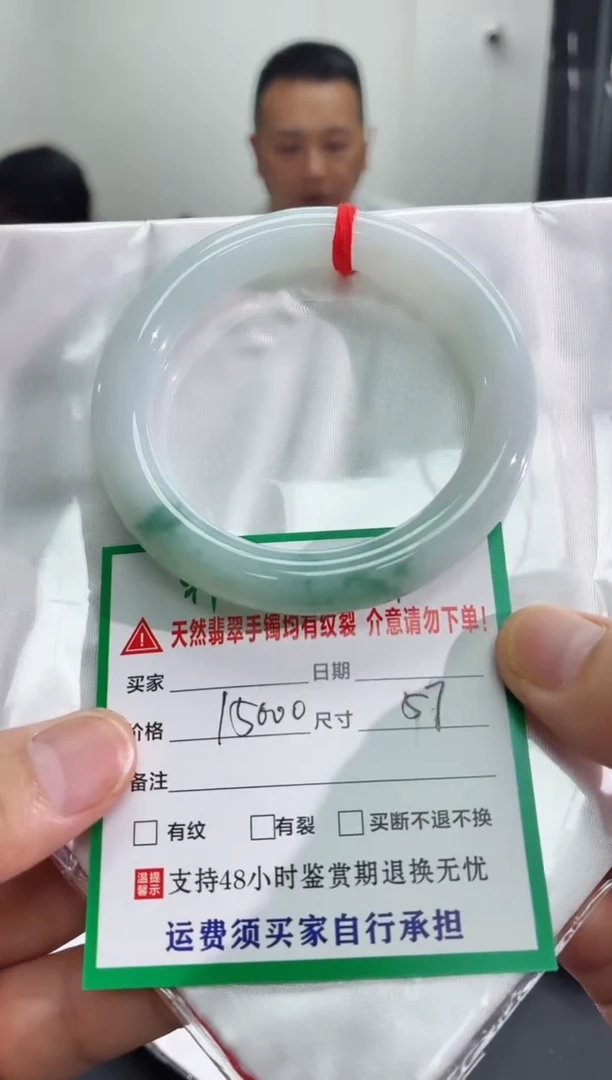 天然翡翠手镯均有纹裂 介意请勿下单!
买家 日期
价格 15000 尺寸 57
备注
有纹 有裂 买断不退不换
温馨提示 支持48小时鉴赏期退换无忧
运费须买家自行承担